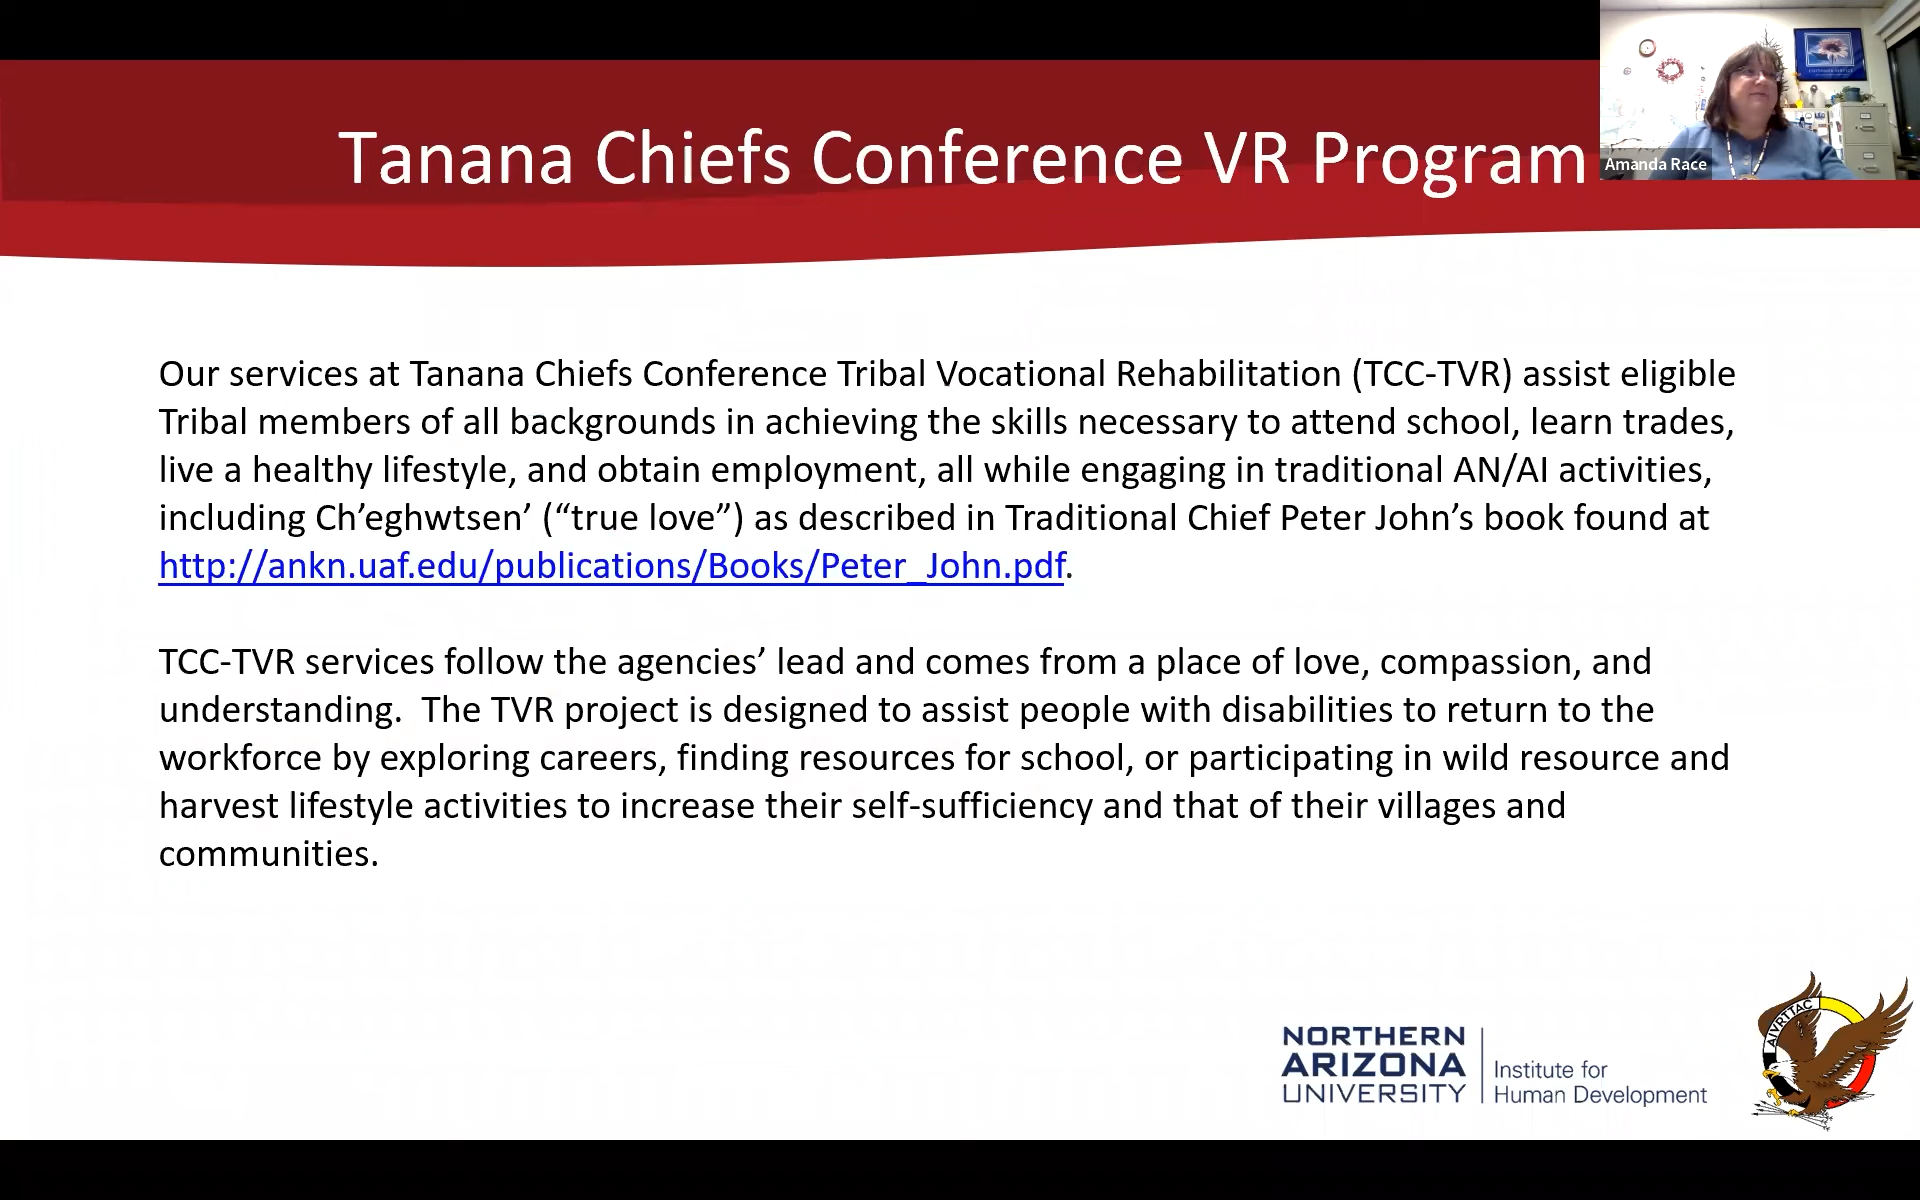 Tanana Chiefs Conference VR Program
Amanda Race
Our services at Tanana Chiefs Conference Tribal Vocational Rehabilitation (TCC-TVR) assist eligible
Tribal members of all backgrounds in achieving the skills necessary to attend school, learn trades,
live a healthy lifestyle, and obtain employment, all while engaging in traditional AN/AI activities,
including Ch’eghwtsen’ (“true love”) as described in Traditional Chief Peter John’s book found at
http://ankn.uaf.edu/publications/Books/Peter_John.pdf.
TCC-TVR services follow the agencies’ lead and comes from a place of love, compassion, and
understanding.  The TVR project is designed to assist people with disabilities to return to the
workforce by exploring careers, finding resources for school, or participating in wild resource and
harvest lifestyle activities to increase their self-sufficiency and that of their villages and
communities.
NORTHERN
ARIZONA
UNIVERSITY
Institute for
Human Development
AIVRTTAC